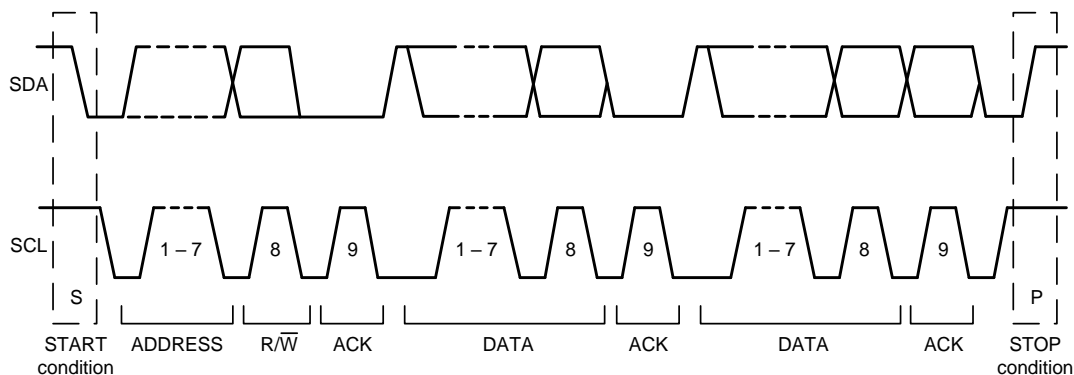 SDA
SCL
1 – 7 8 9 1 – 7 8 9 1 – 7 8 9
S P
START ADDRESS R/W̅ ACK DATA ACK DATA ACK STOP
condition condition